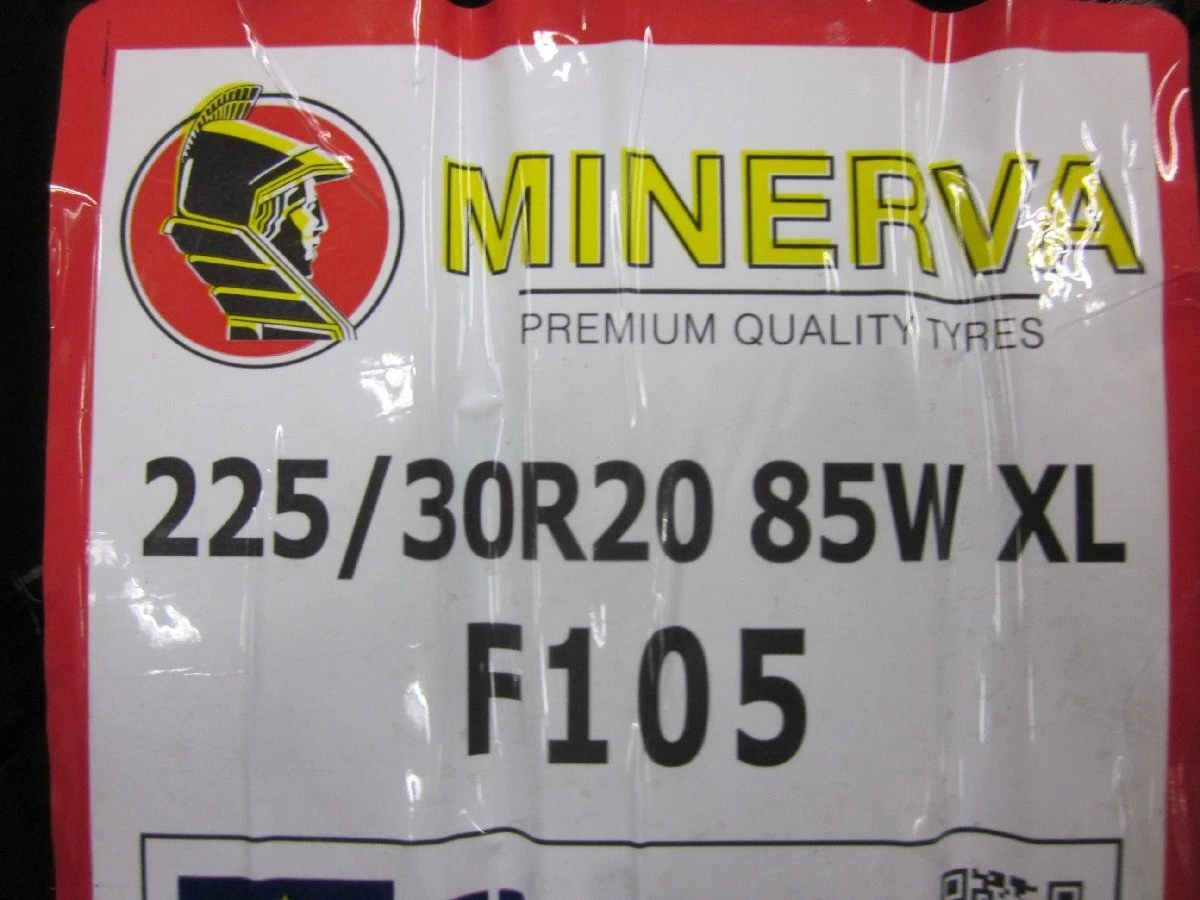 MINERVA
PREMIUM QUALITY TYRES
225/30R20 85W XL
F105